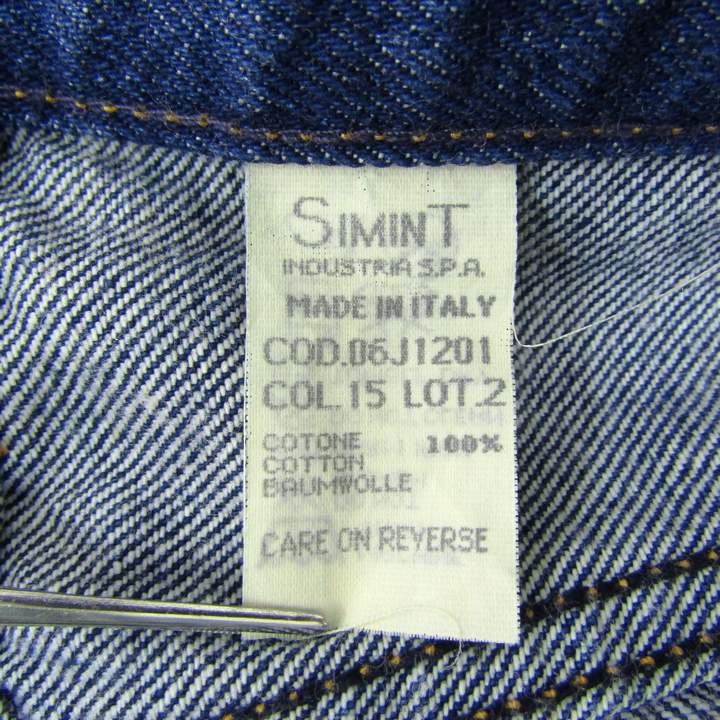 SIMINT
INDUSTRIA S.P.A.
MADE IN ITALY
COD.06J1201
COL.15 LOT.2
COTONE 100%
COTTON
BAUMWOLLE
CARE ON REVERSE